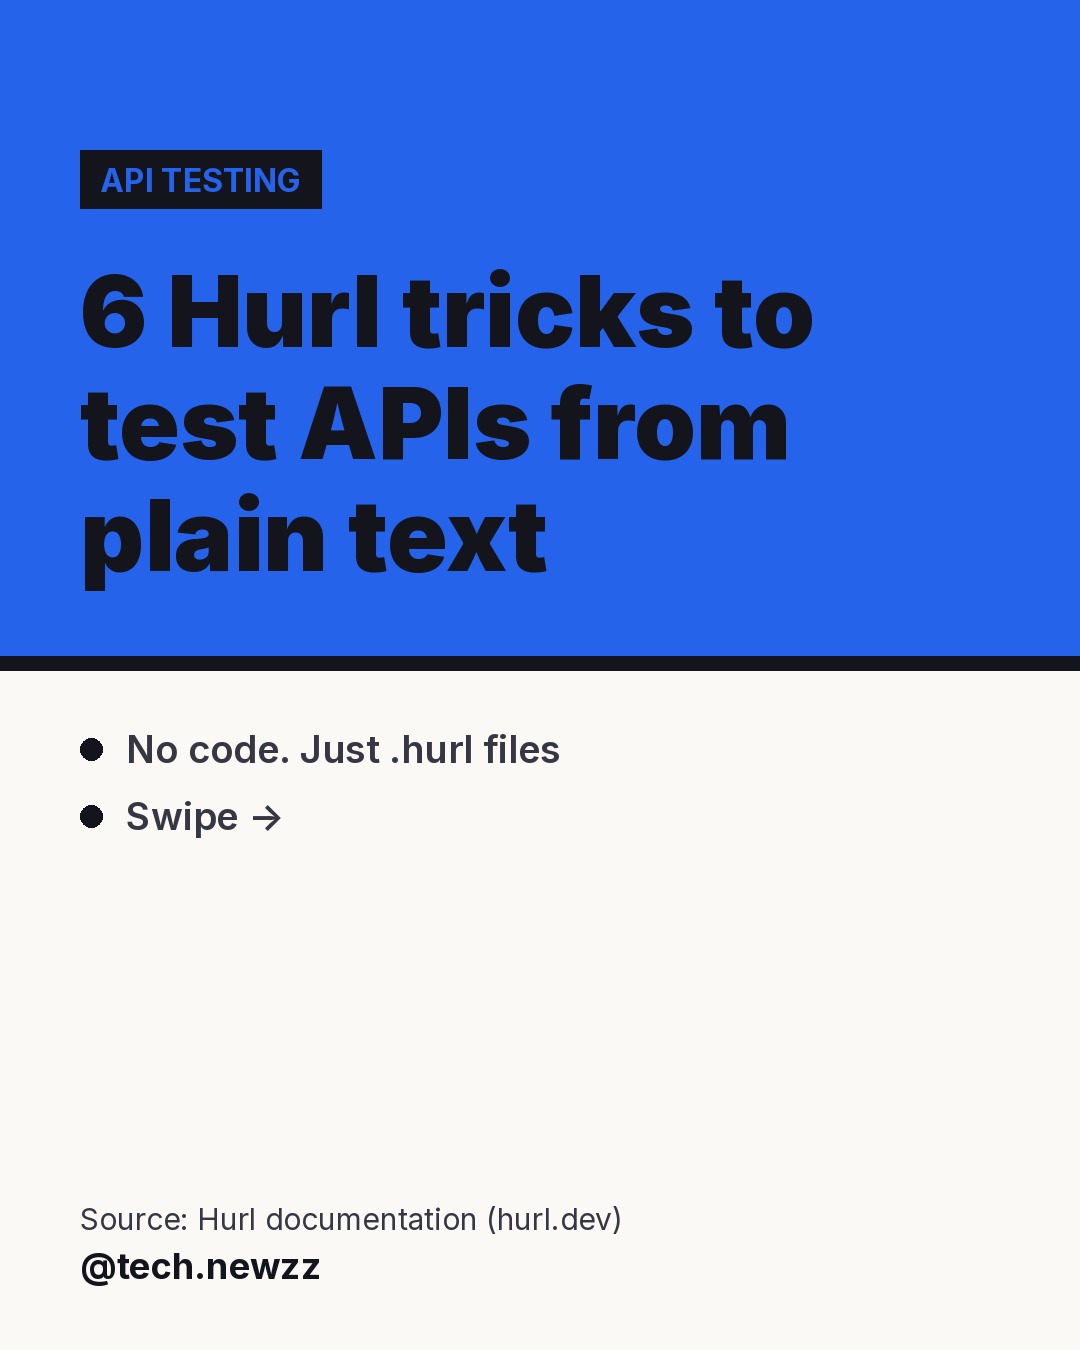 API TESTING
6 Hurl tricks to
test APIs from
plain text
No code. Just .hurl files
Swipe →
Source: Hurl documentation (hurl.dev)
@tech.newzz